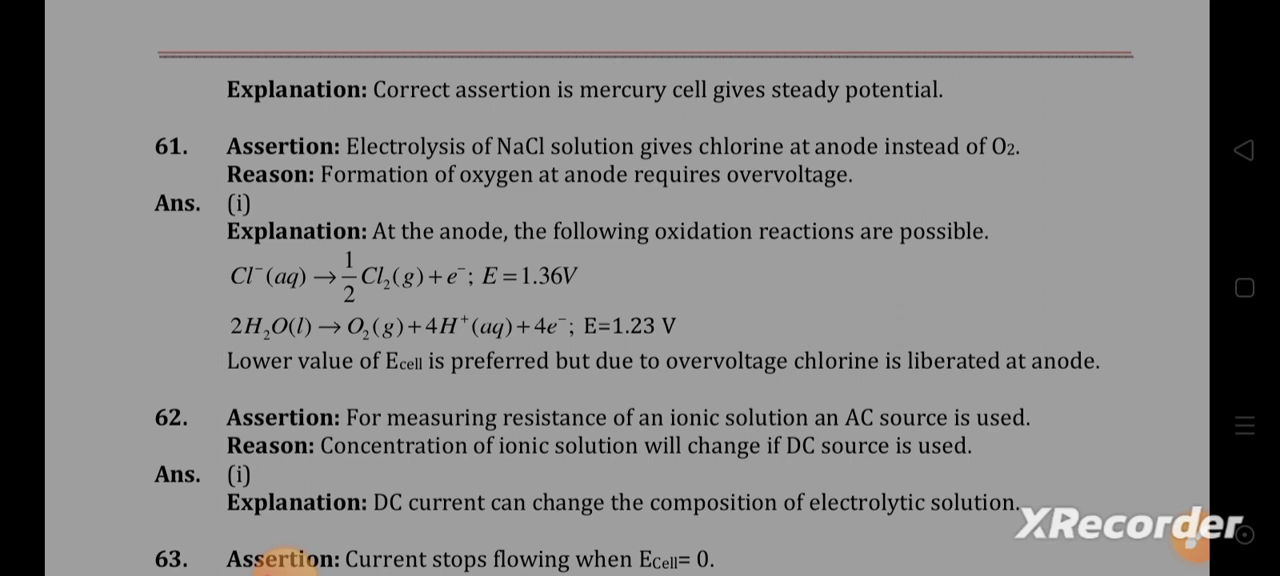 Explanation: Correct assertion is mercury cell gives steady potential.
61. Assertion: Electrolysis of NaCl solution gives chlorine at anode instead of O₂.
Reason: Formation of oxygen at anode requires overvoltage.
Ans. (i)
Explanation: At the anode, the following oxidation reactions are possible.
Cl⁻(aq) → 1/2 Cl₂(g) + e⁻; E = 1.36V
2H₂O(l) → O₂(g) + 4H⁺(aq) + 4e⁻; E=1.23 V
Lower value of Ecell is preferred but due to overvoltage chlorine is liberated at anode.
62. Assertion: For measuring resistance of an ionic solution an AC source is used.
Reason: Concentration of ionic solution will change if DC source is used.
Ans. (i)
Explanation: DC current can change the composition of electrolytic solution.
XRecorder
63. Assertion: Current stops flowing when ECell= 0.